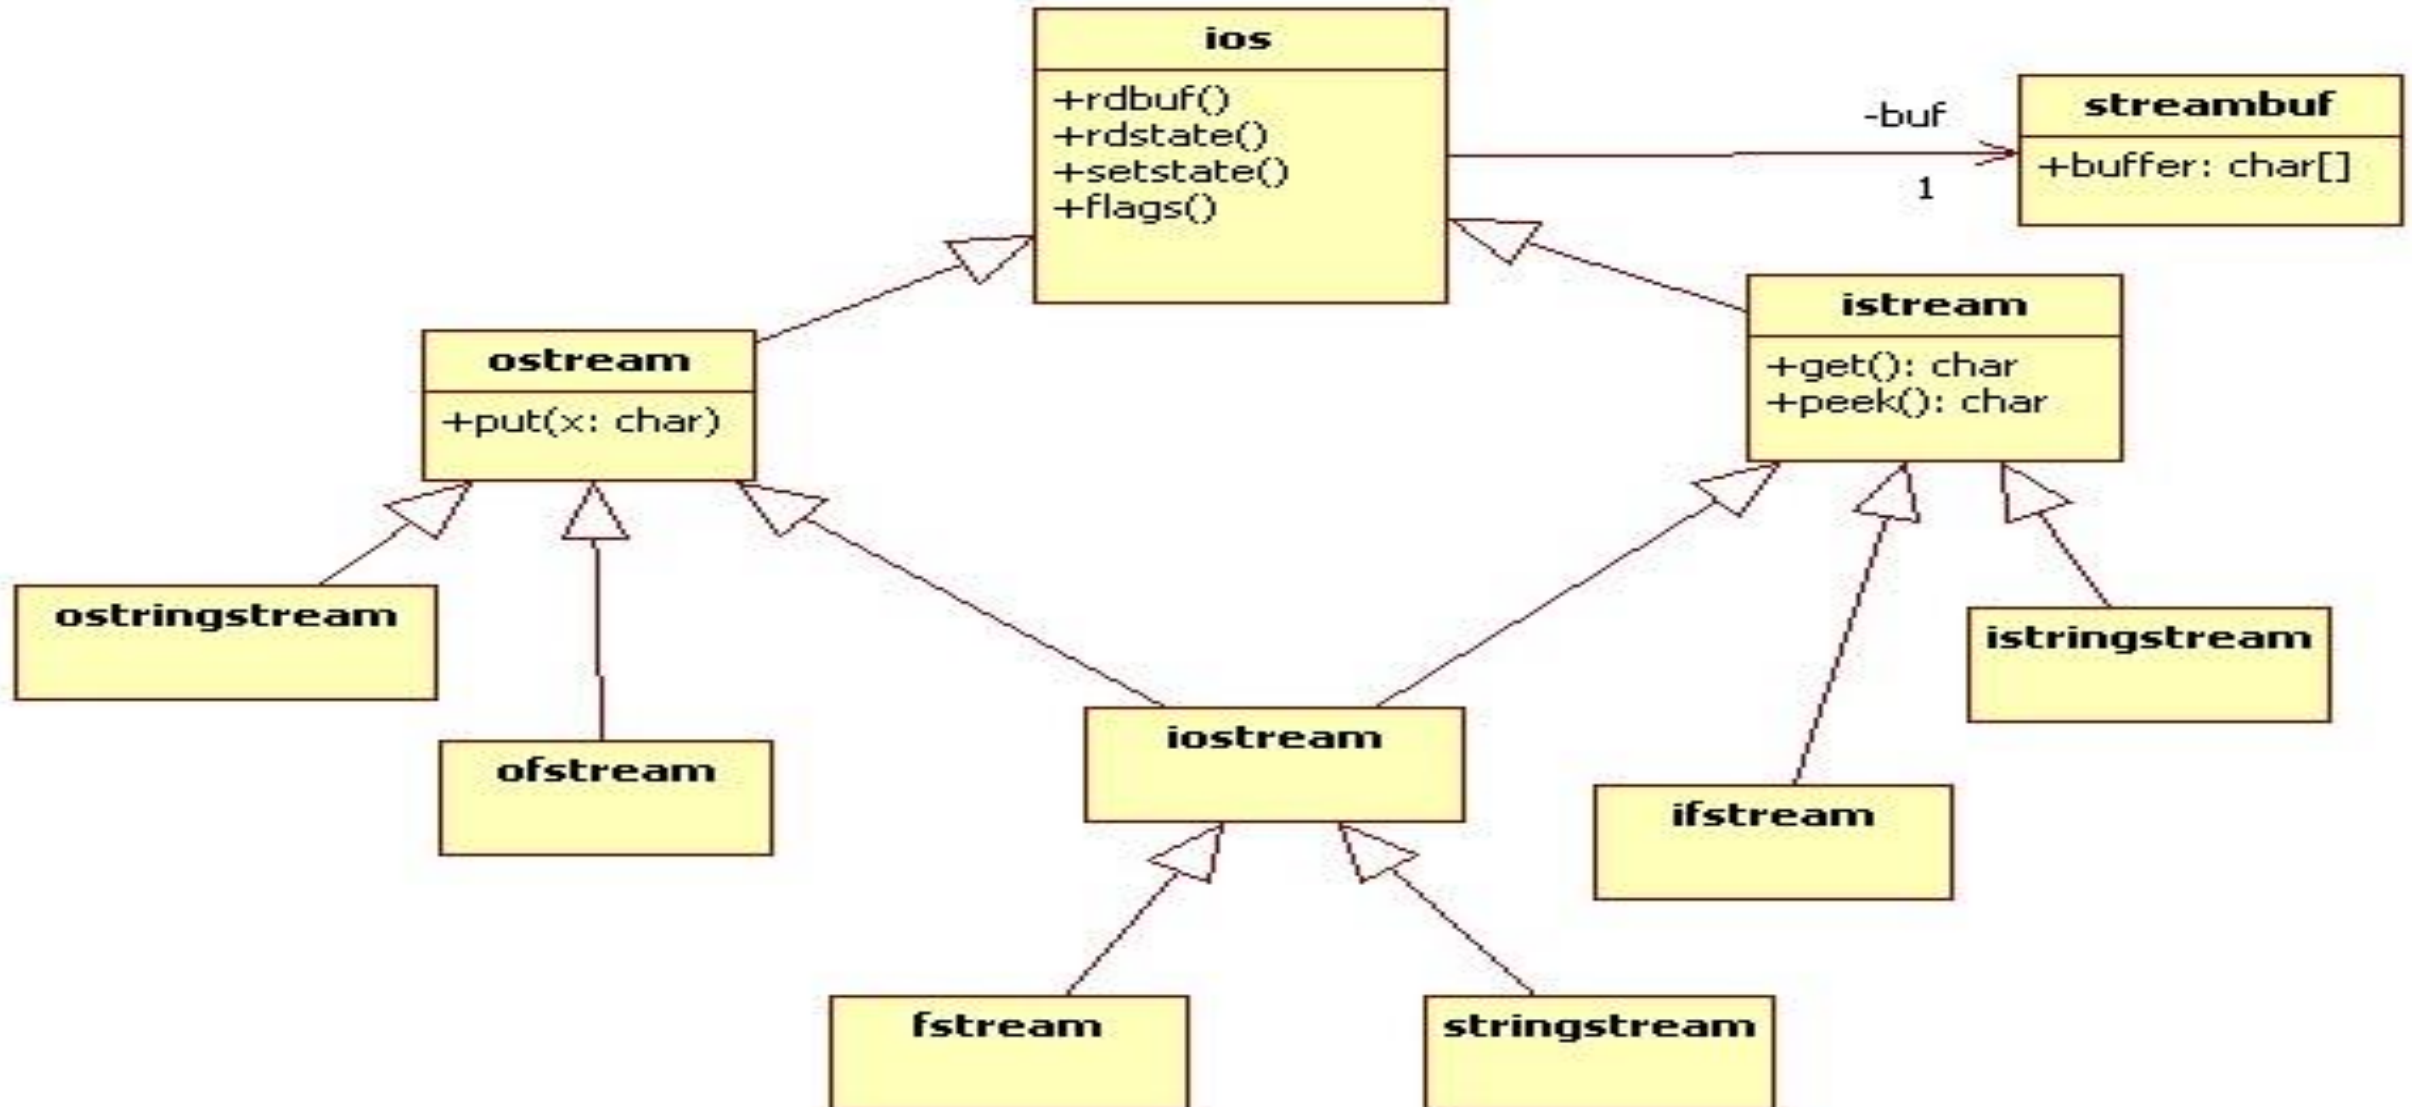 ios
+rdbuf()
+rdstate()
+setstate()
+flags()
-buf
1
streambuf
+buffer: char[]
ostream
+put(x: char)
istream
+get(): char
+peek(): char
ostringstream
ofstream
iostream
ifstream
istringstream
fstream
stringstream